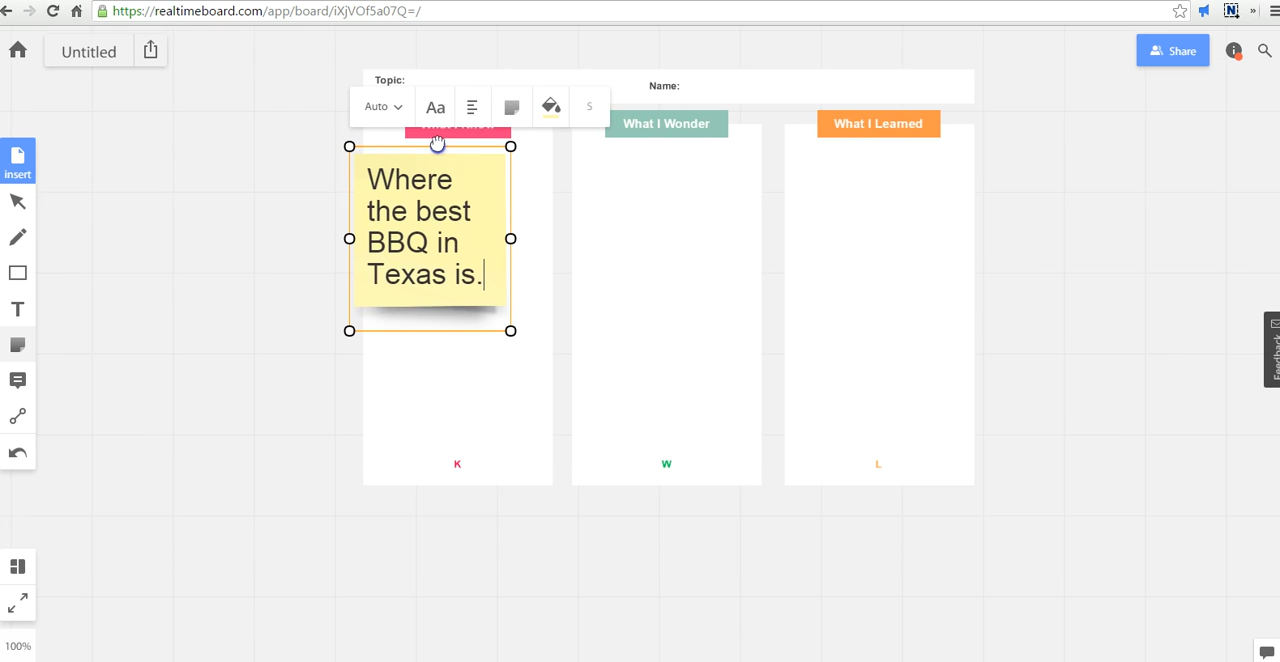 https://realtimeboard.com/app/board/iXjVOf5a07Q=/
N
»
Untitled
Share
Topic:
Name:
Auto
Aa
S
What I Wonder
What I Learned
insert
Where
the best
BBQ in
Texas is.
T
Feedback
K
W
L
100%